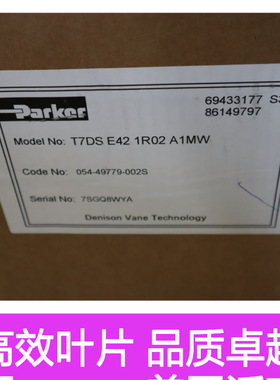 Parker
69433177 S
86149797
Model No: T7DS E42 1R02 A1MW
Code No: 054-49779-002S
Serial No: 7SGQ8WYA
Denison Vane Technology
高效叶片 品质卓越